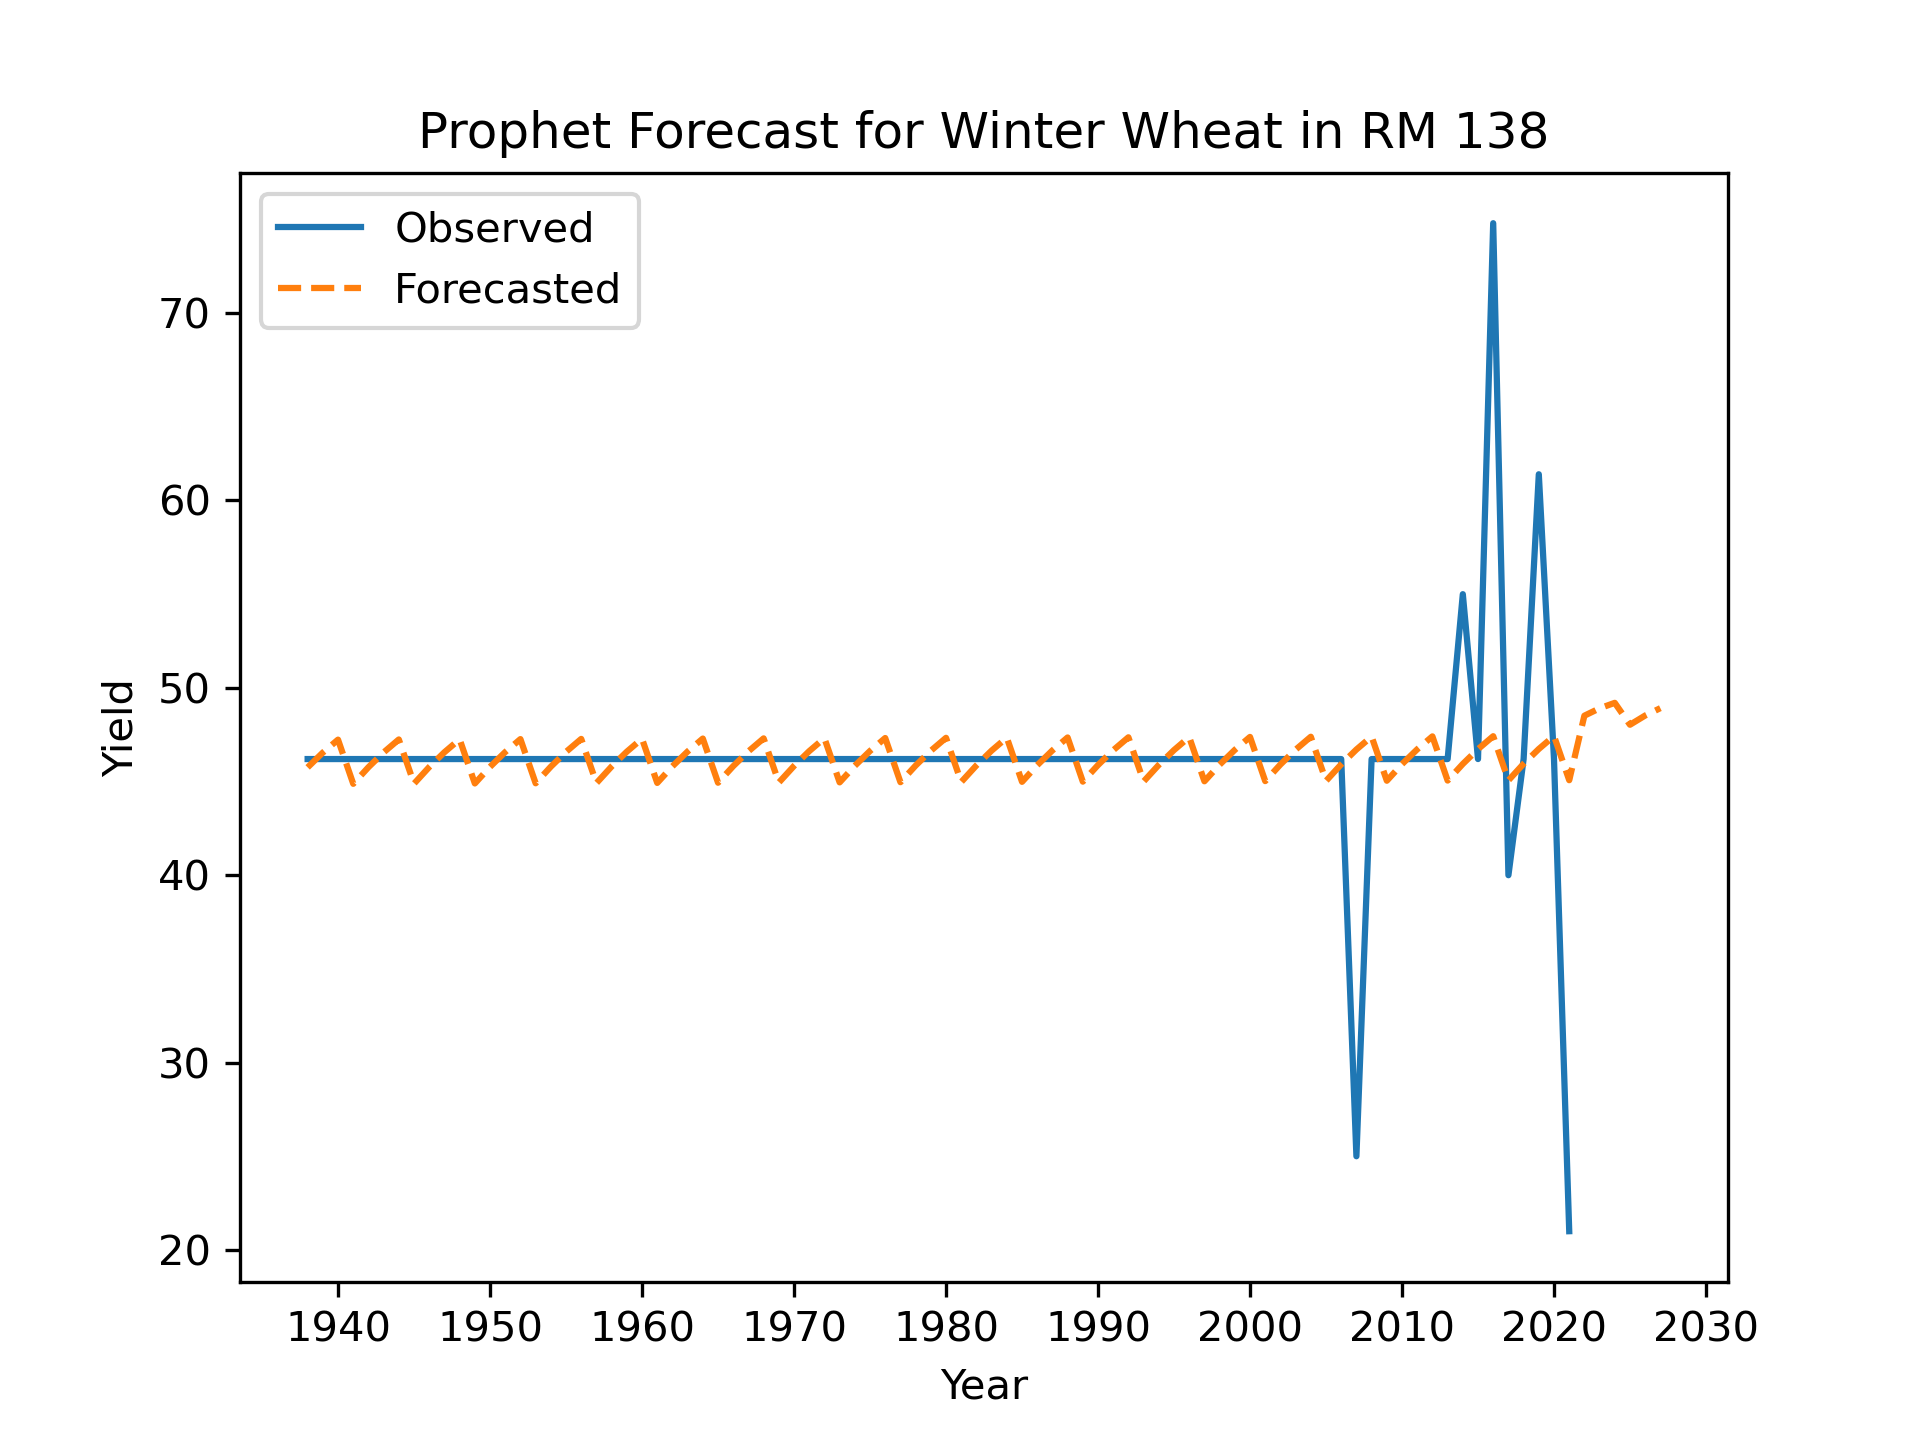 Prophet Forecast for Winter Wheat in RM 138
Observed
Forecasted
70
60
50
40
30
20
Yield
1940 1950 1960 1970 1980 1990 2000 2010 2020 2030
Year